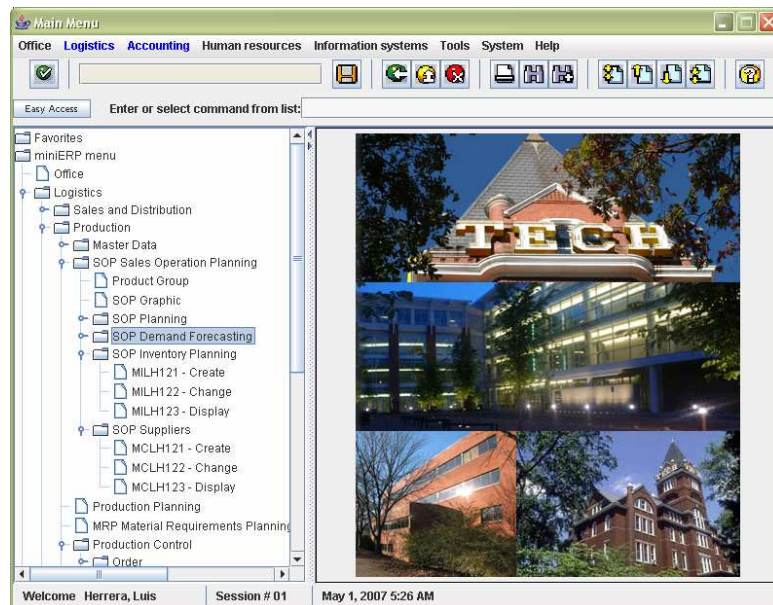 Main Menu
Office Logistics Accounting Human resources Information systems Tools System Help
Easy Access Enter or select command from list:
Favorites
miniERP menu
Office
Logistics
Sales and Distribution
Production
Master Data
SOP Sales Operation Planning
Product Group
SOP Graphic
SOP Planning
SOP Demand Forecasting
SOP Inventory Planning
MILH121 - Create
MILH122 - Change
MILH123 - Display
SOP Suppliers
MCLH121 - Create
MCLH122 - Change
MCLH123 - Display
Production Planning
MRP Material Requirements Planning
Production Control
Order
TECH
Welcome Herrera, Luis Session # 01 May 1, 2007 5:26 AM